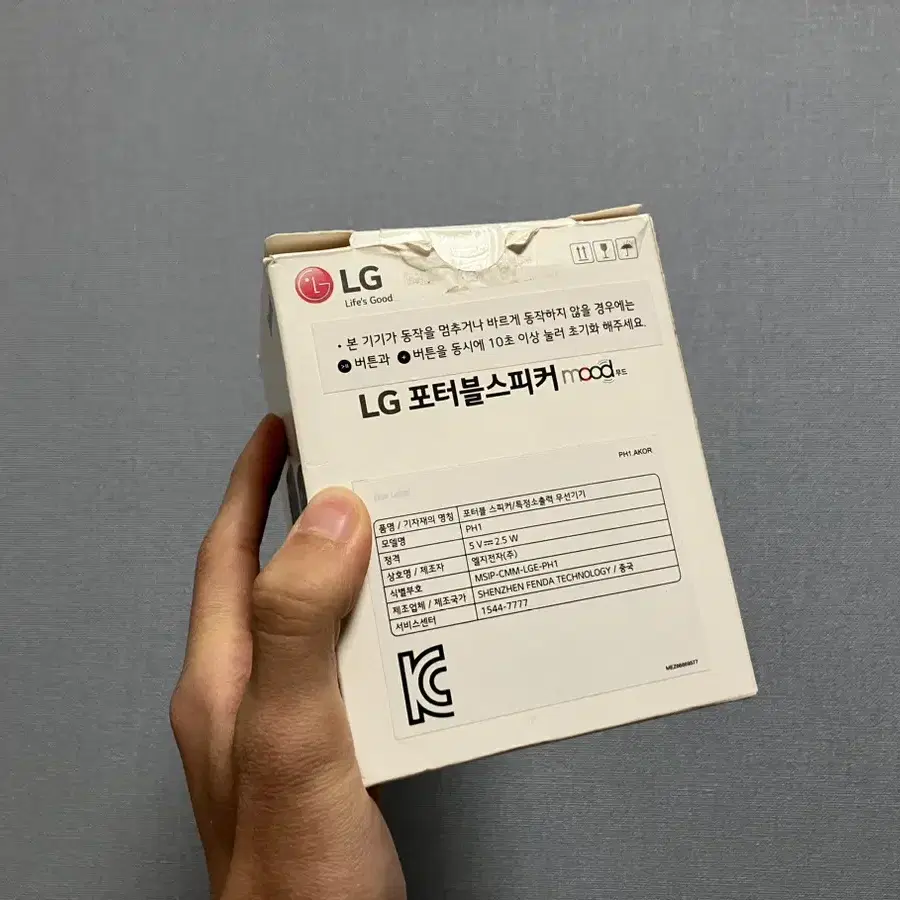 LG
Life's Good
• 본 기기가 동작을 멈추거나 바르게 동작하지 않을 경우에는
버튼과 + 버튼을 동시에 10초 이상 눌러 초기화 해주세요.
LG 포터블스피커 mood 무드
PH1.AKOR
품명 / 기자재의 명칭 포터블 스피커/특정소출력 무선기기
모델명 PH1
정격 5 V⎓ 2.5 W
상호명 / 제조자 엘지전자(주)
식별부호 MSIP-CMM-LGE-PH1
제조업체 / 제조국가 SHENZHEN FENDA TECHNOLOGY / 중국
서비스센터 1544-7777